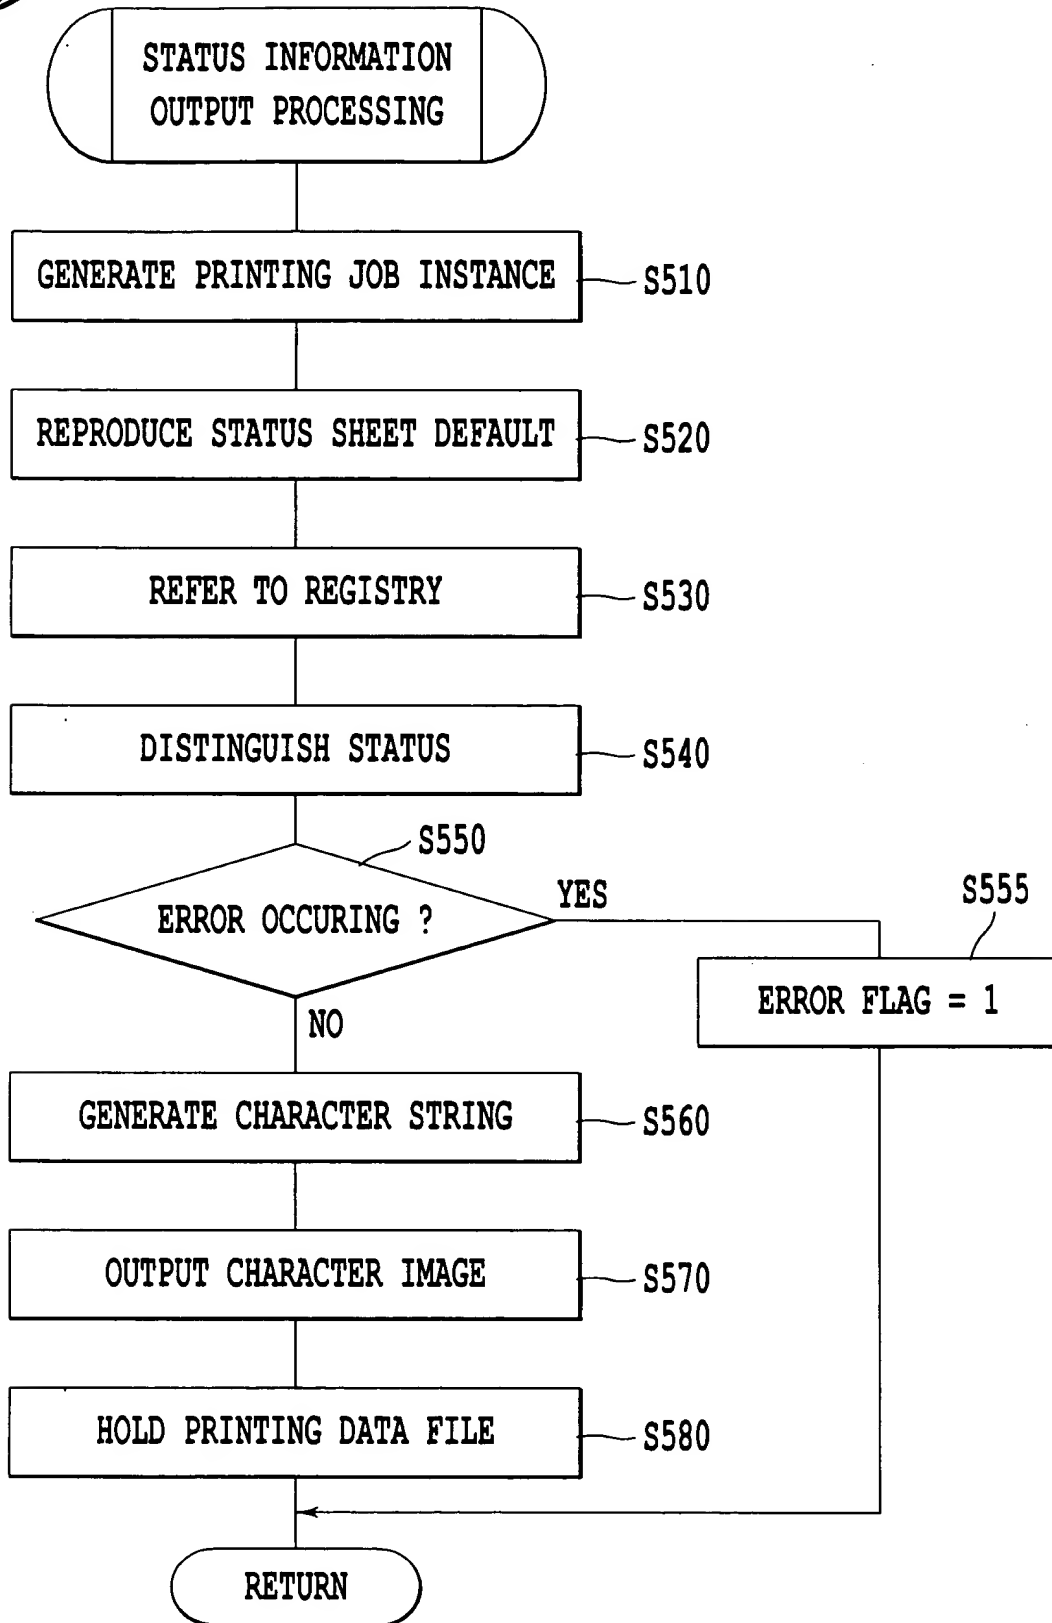 STATUS INFORMATION
OUTPUT PROCESSING
GENERATE PRINTING JOB INSTANCE
S510
REPRODUCE STATUS SHEET DEFAULT
S520
REFER TO REGISTRY
S530
DISTINGUISH STATUS
S540
S550
ERROR OCCURING ?
YES
S555
ERROR FLAG = 1
NO
GENERATE CHARACTER STRING
S560
OUTPUT CHARACTER IMAGE
S570
HOLD PRINTING DATA FILE
S580
RETURN